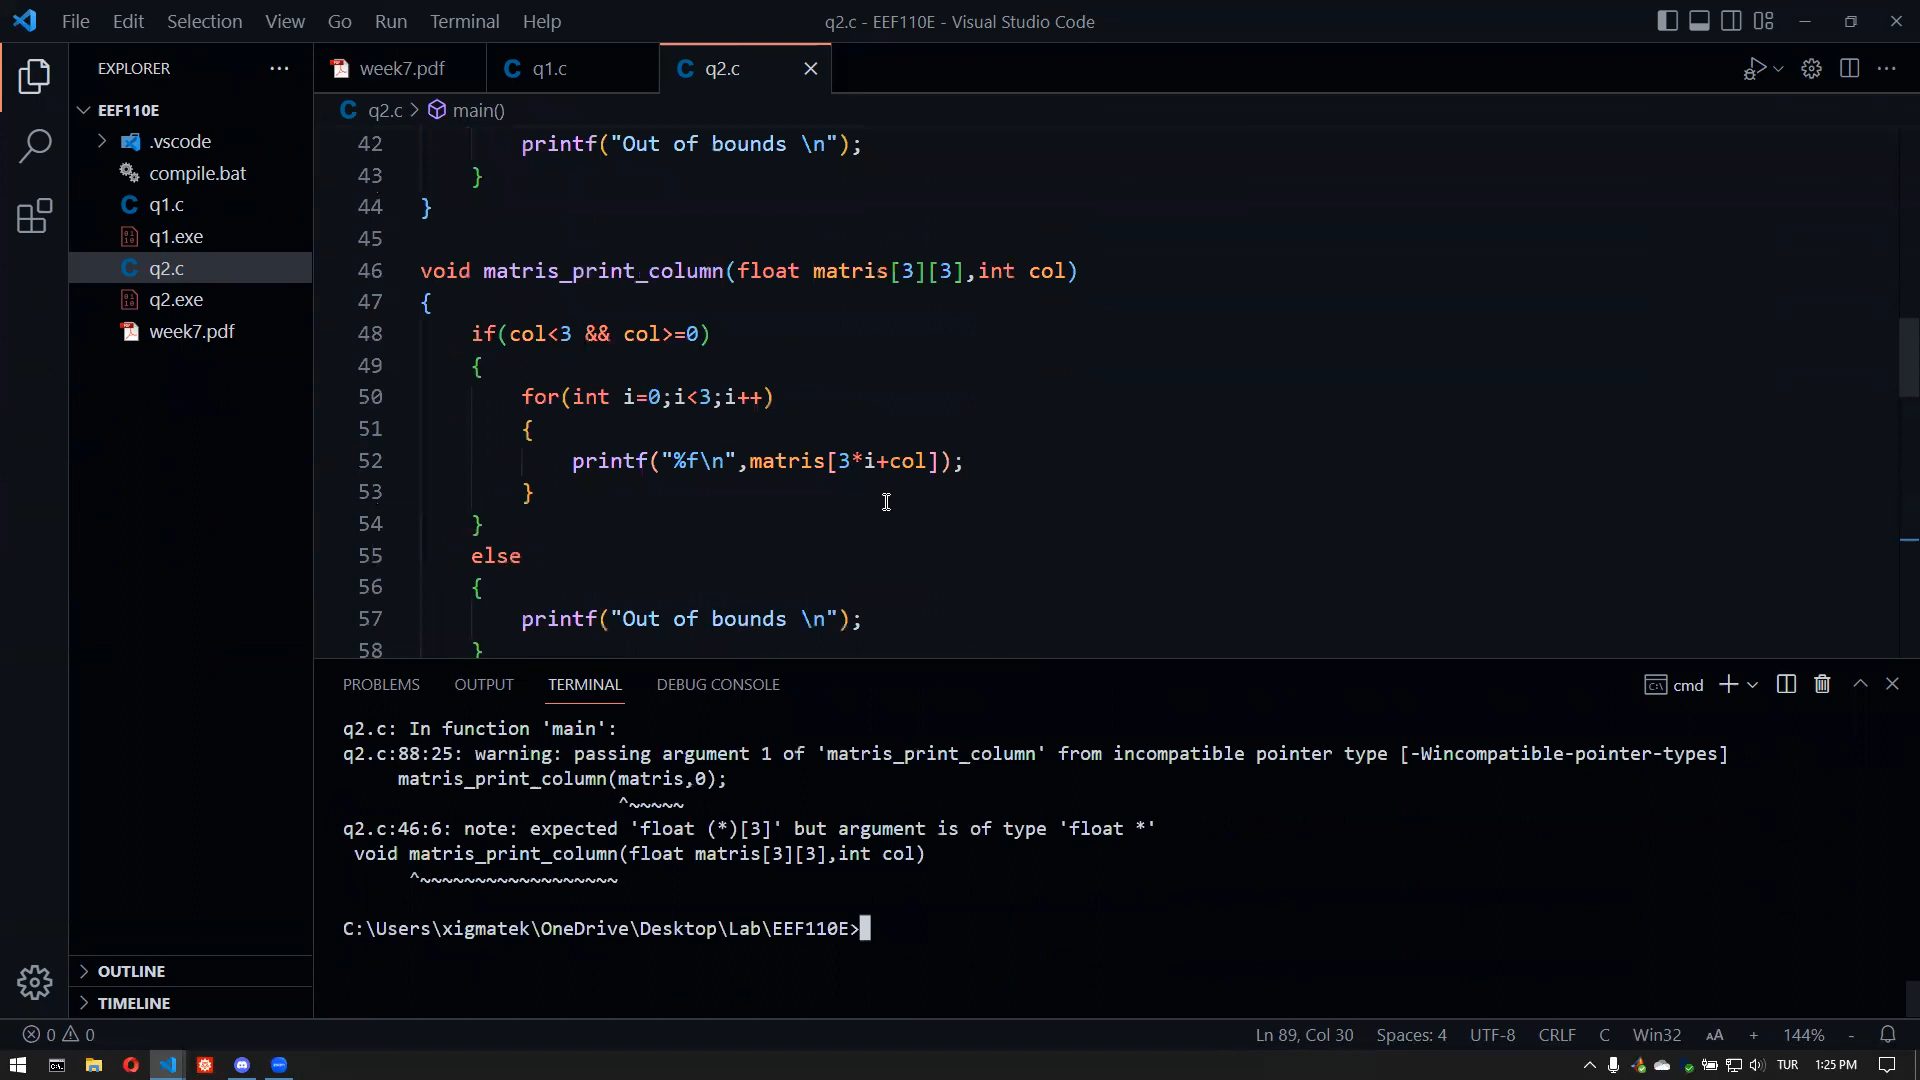 File Edit Selection View Go Run Terminal Help
q2.c - EEF110E - Visual Studio Code
EXPLORER
week7.pdf
q1.c
q2.c
EEF110E
.vscode
compile.bat
q1.c
q1.exe
q2.c
q2.exe
week7.pdf
OUTLINE
TIMELINE
q2.c > main()
42 printf("Out of bounds \n");
43 }
44 }
45
46 void matris_print_column(float matris[3][3],int col)
47 {
48 if(col<3 && col>=0)
49 {
50 for(int i=0;i<3;i++)
51 {
52 printf("%f\n",matris[3*i+col]);
53 }
54 }
55 else
56 {
57 printf("Out of bounds \n");
58 }
PROBLEMS OUTPUT TERMINAL DEBUG CONSOLE
cmd
q2.c: In function 'main':
q2.c:88:25: warning: passing argument 1 of 'matris_print_column' from incompatible pointer type [-Wincompatible-pointer-types]
matris_print_column(matris,0);
^~~~~~
q2.c:46:6: note: expected 'float (*)[3]' but argument is of type 'float *'
void matris_print_column(float matris[3][3],int col)
^~~~~~~~~~~~~~~~~~~
C:\Users\xigmatek\OneDrive\Desktop\Lab\EEF110E>
0 0
Ln 89, Col 30 Spaces: 4 UTF-8 CRLF C Win32 AA + 144% -
TUR 1:25 PM